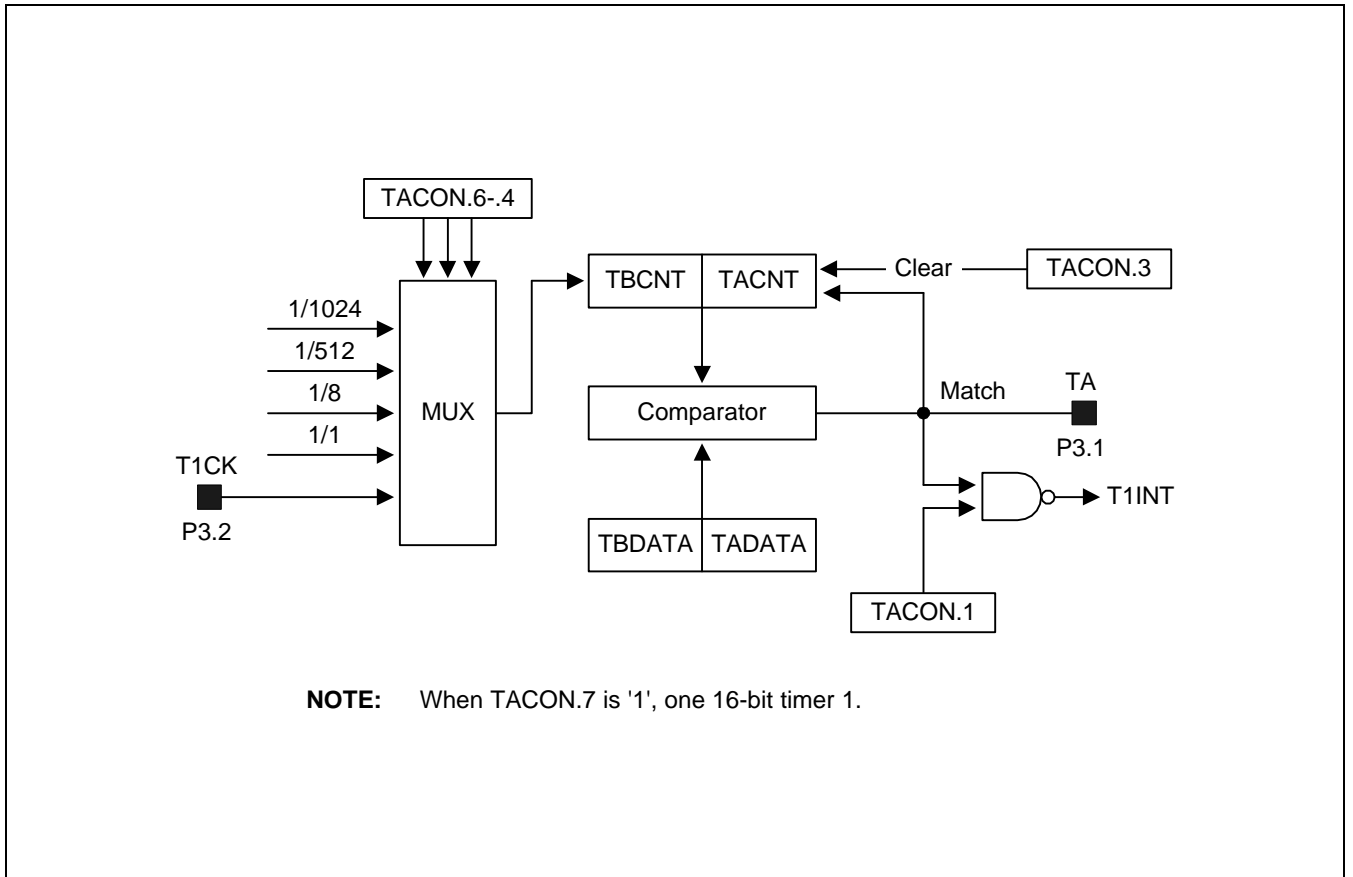 TACON.6-.4
TBCNT TACNT
Clear
TACON.3
1/1024
1/512
1/8
1/1
MUX
T1CK
P3.2
Comparator
Match
TA
P3.1
T1INT
TBDATA TADATA
TACON.1
NOTE: When TACON.7 is '1', one 16-bit timer 1.